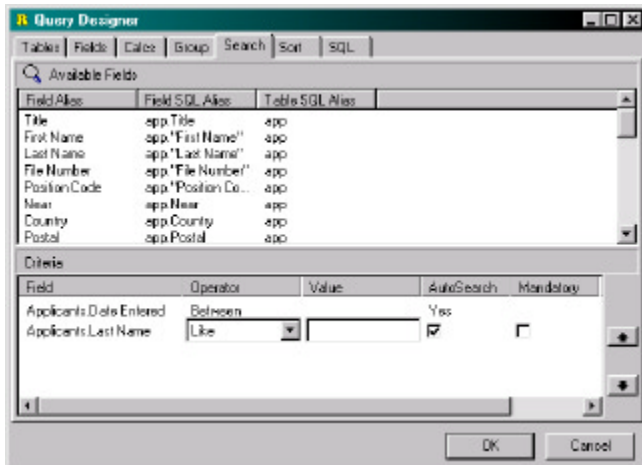 R Query Designer
Tables Fields Calcs Group Search Sort SQL
Available Fields
Field Alias Field SQL Alias Table SQL Alias
Title app.Title app
First Name app."First Name" app
Last Name app."Last Name" app
File Number app."File Number" app
Position Code app."Position Co... app
Near app.Near app
Country app.Country app
Postal app.Postal app
Criteria
Field Operator Value AutoSearch Mandatory
Applicants.Date Entered Between Yes
Applicants.Last Name Like
OK Cancel